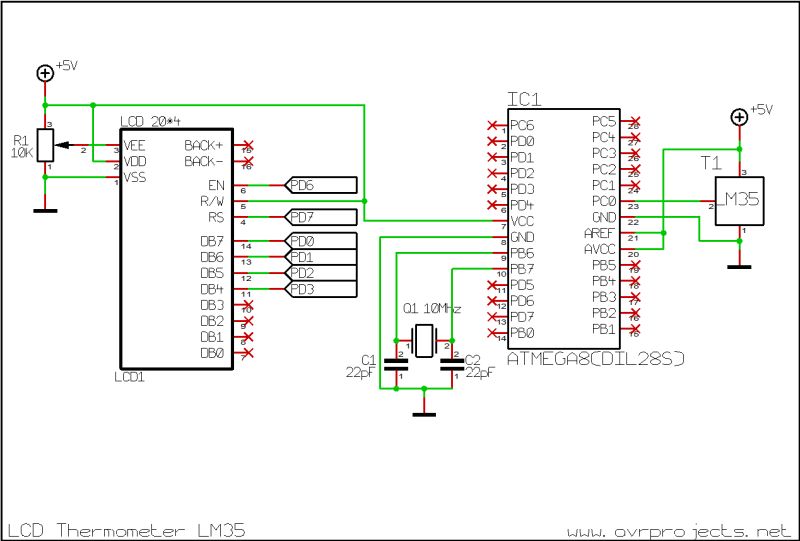 +5V
R1
10K
3
2
1
LCD 20*4
VEE
3
VDD
2
VSS
1
BACK+
15
BACK-
16
EN
6
R/W
5
RS
4
DB7
14
DB6
13
DB5
12
DB4
11
DB3
10
DB2
9
DB1
8
DB0
7
LCD1
PD6
PD7
PD0
PD1
PD2
PD3
Q1 10Mhz
1
2
C1
22pF
2
1
C2
22pF
2
1
IC1
PC6
1
PD0
2
PD1
3
PD2
4
PD3
5
PD4
6
VCC
7
GND
8
PB6
9
PB7
10
PD5
11
PD6
12
PD7
13
PB0
14
PC5
28
PC4
27
PC3
26
PC2
25
PC1
24
PC0
23
GND
22
AREF
21
AVCC
20
PB5
19
PB4
18
PB3
17
PB2
16
PB1
15
ATMEGA8(DIL28S)
+5V
T1
3
LM35
2
1
LCD Thermometer LM35
www.avrprojects.net